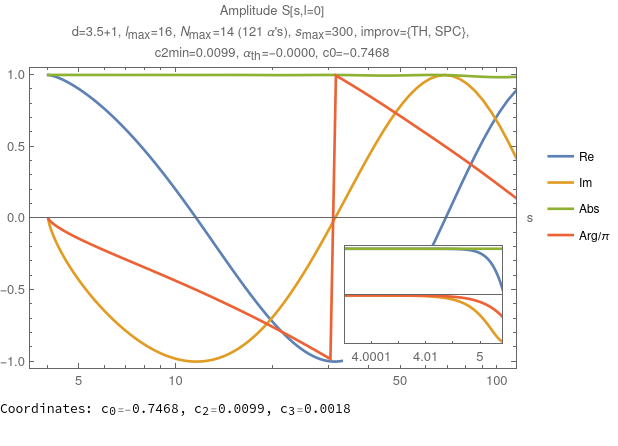 Amplitude S[s,l=0]
d=3.5+1, lmax=16, Nmax=14 (121 α's), smax=300, improv={TH, SPC},
c2min=0.0099, αth=-0.0000, c0=-0.7468
1.0
0.5
0.0
-0.5
-1.0
s
Re
Im
Abs
Arg/π
4.0001
4.01
5
5
10
50
100
Coordinates: c0=-0.7468, c2=0.0099, c3=0.0018